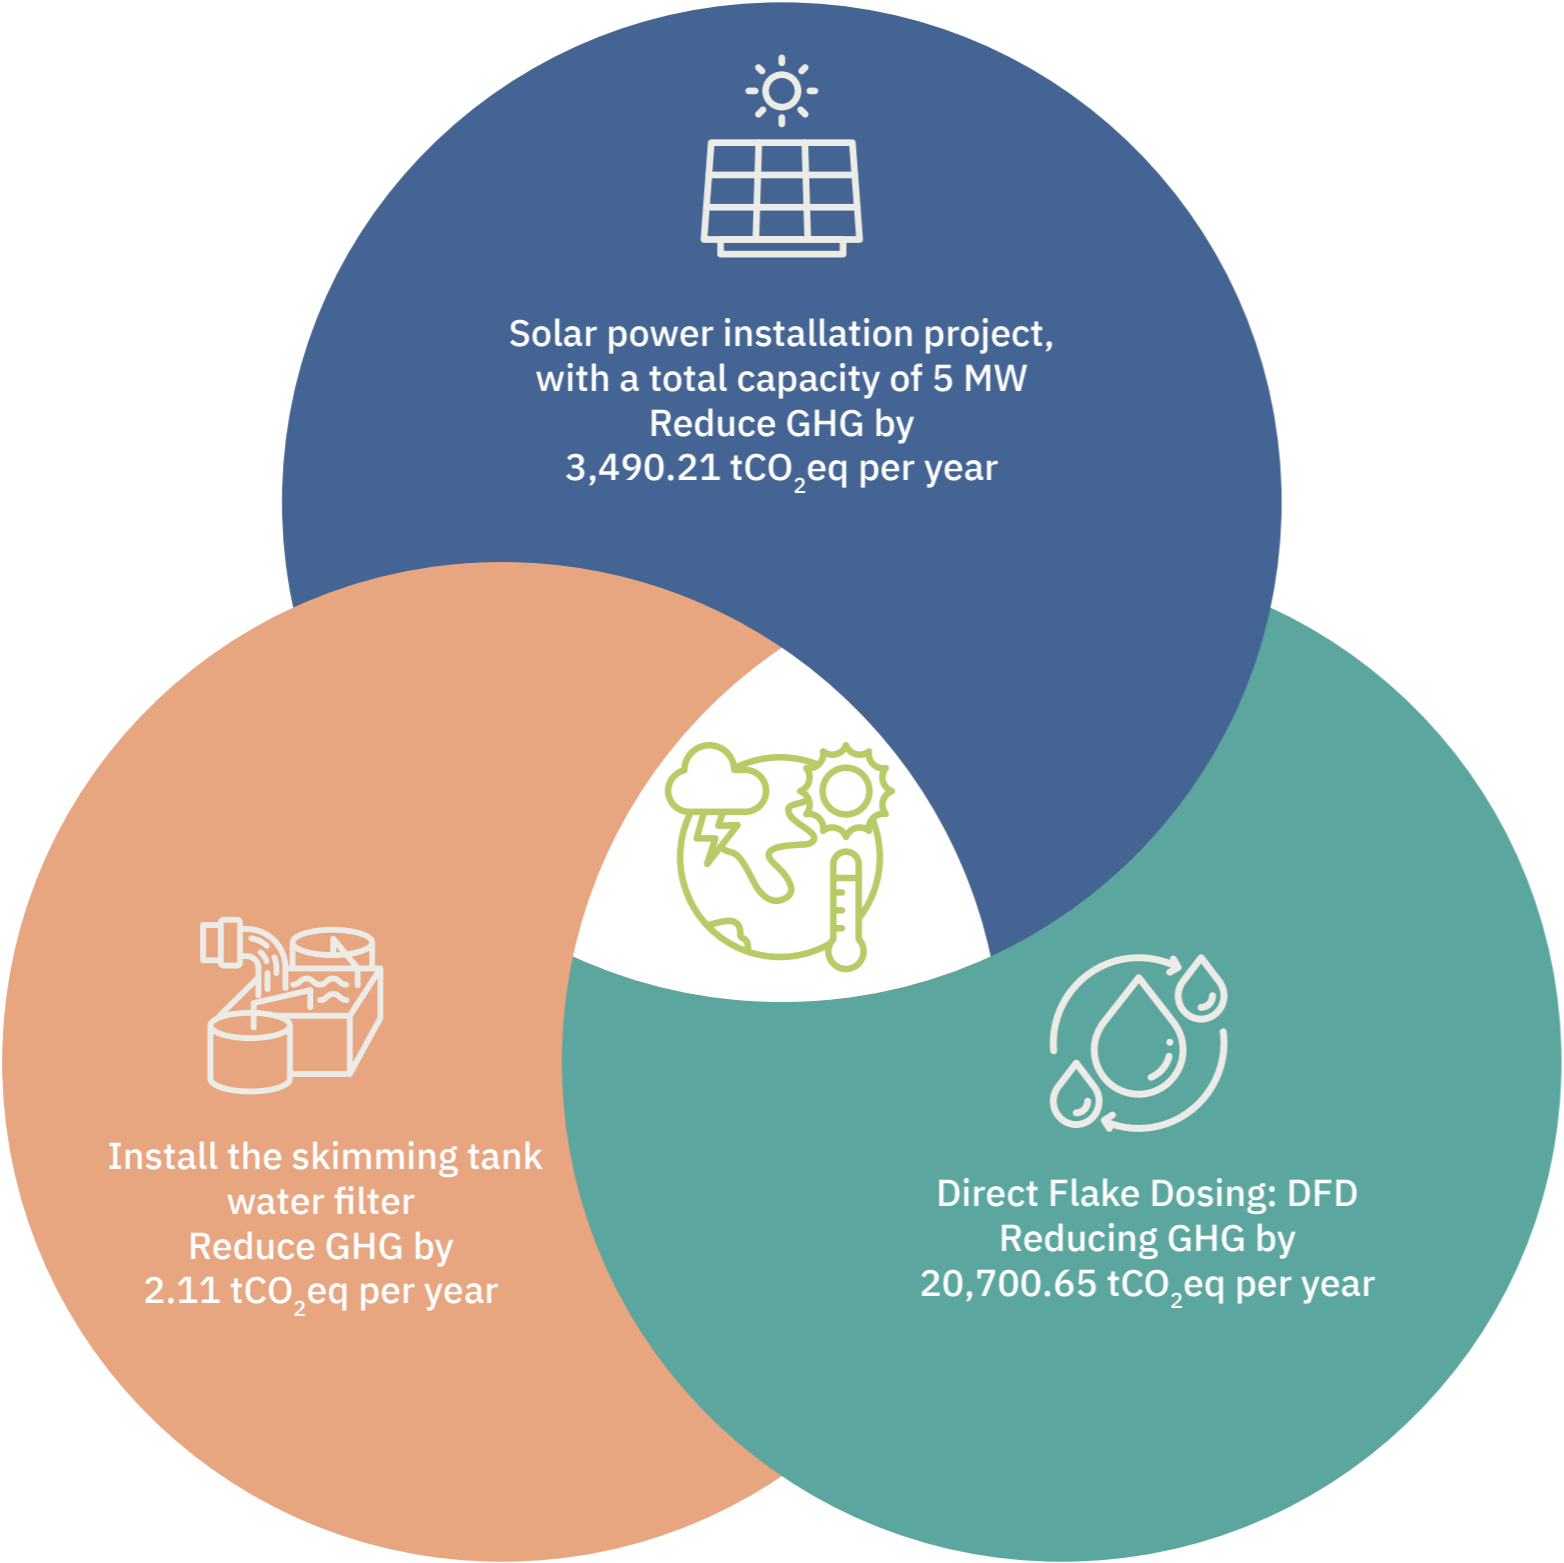 Solar power installation project,
with a total capacity of 5 MW
Reduce GHG by
3,490.21 tCO₂eq per year
Install the skimming tank
water filter
Reduce GHG by
2.11 tCO₂eq per year
Direct Flake Dosing: DFD
Reducing GHG by
20,700.65 tCO₂eq per year